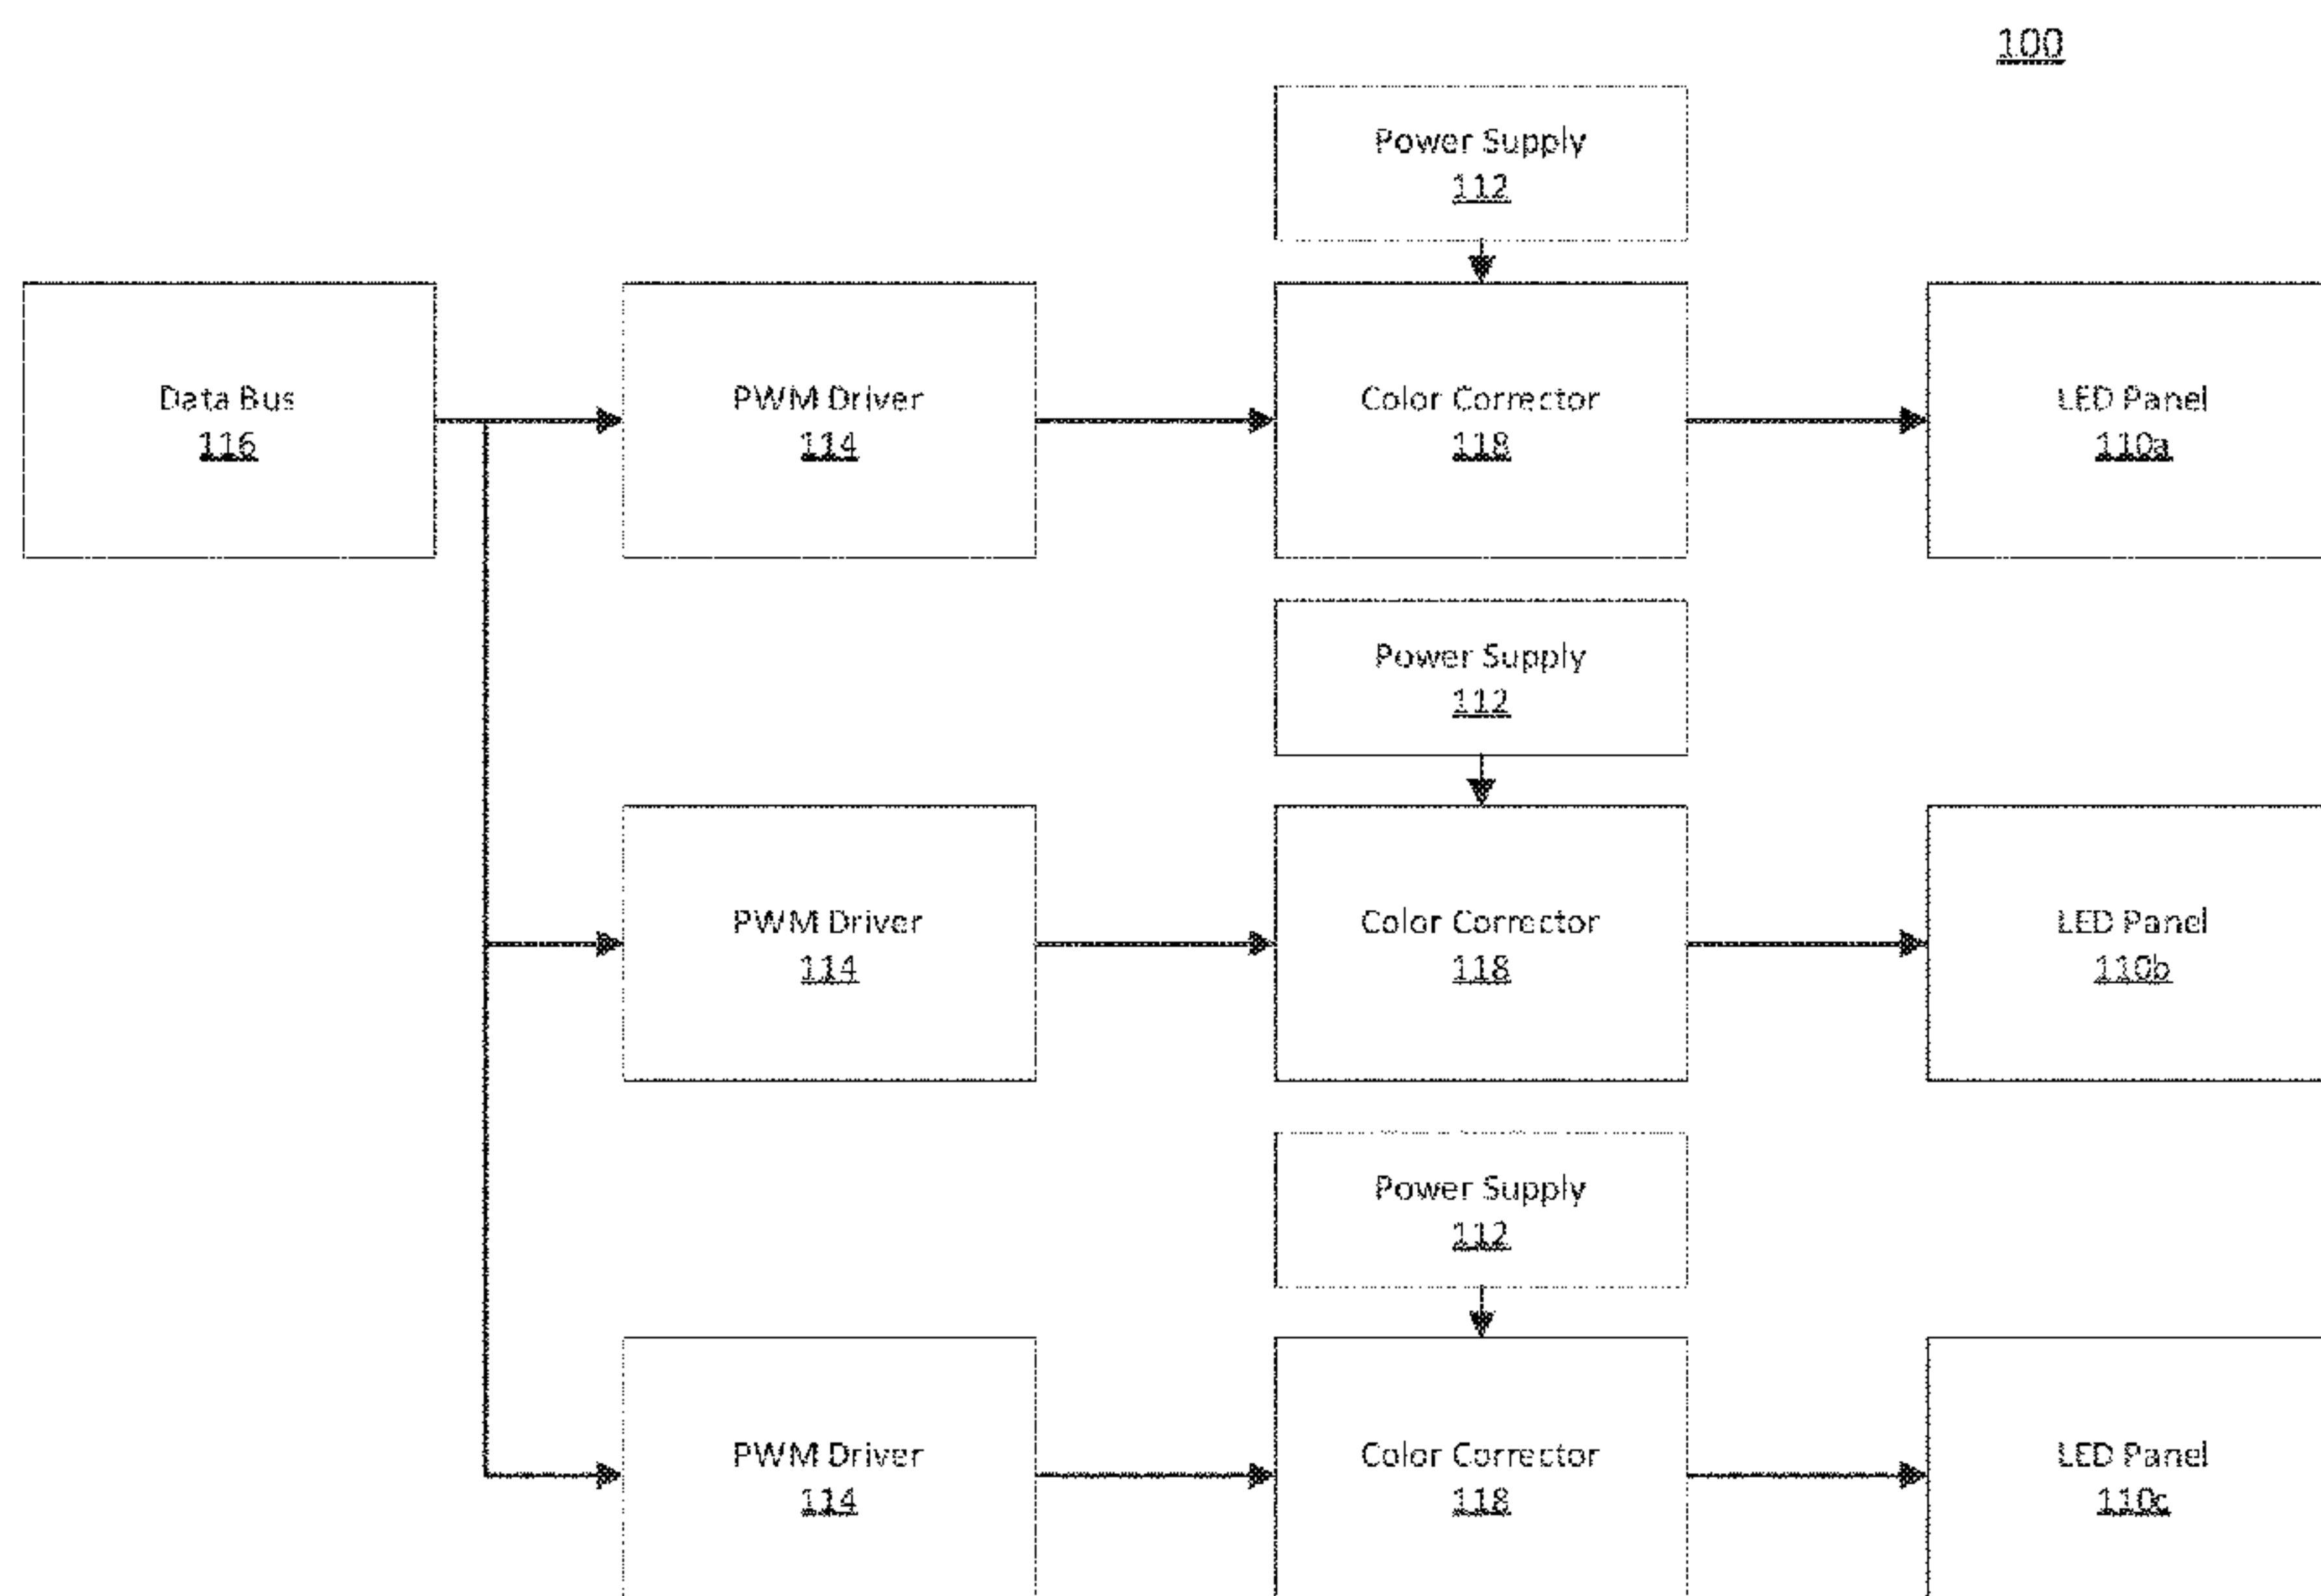 100
Power Supply
112
Data Bus
116
PWM Driver
114
Color Corrector
118
LED Panel
110a
Power Supply
112
PWM Driver
114
Color Corrector
118
LED Panel
110b
Power Supply
112
PWM Driver
114
Color Corrector
118
LED Panel
110c